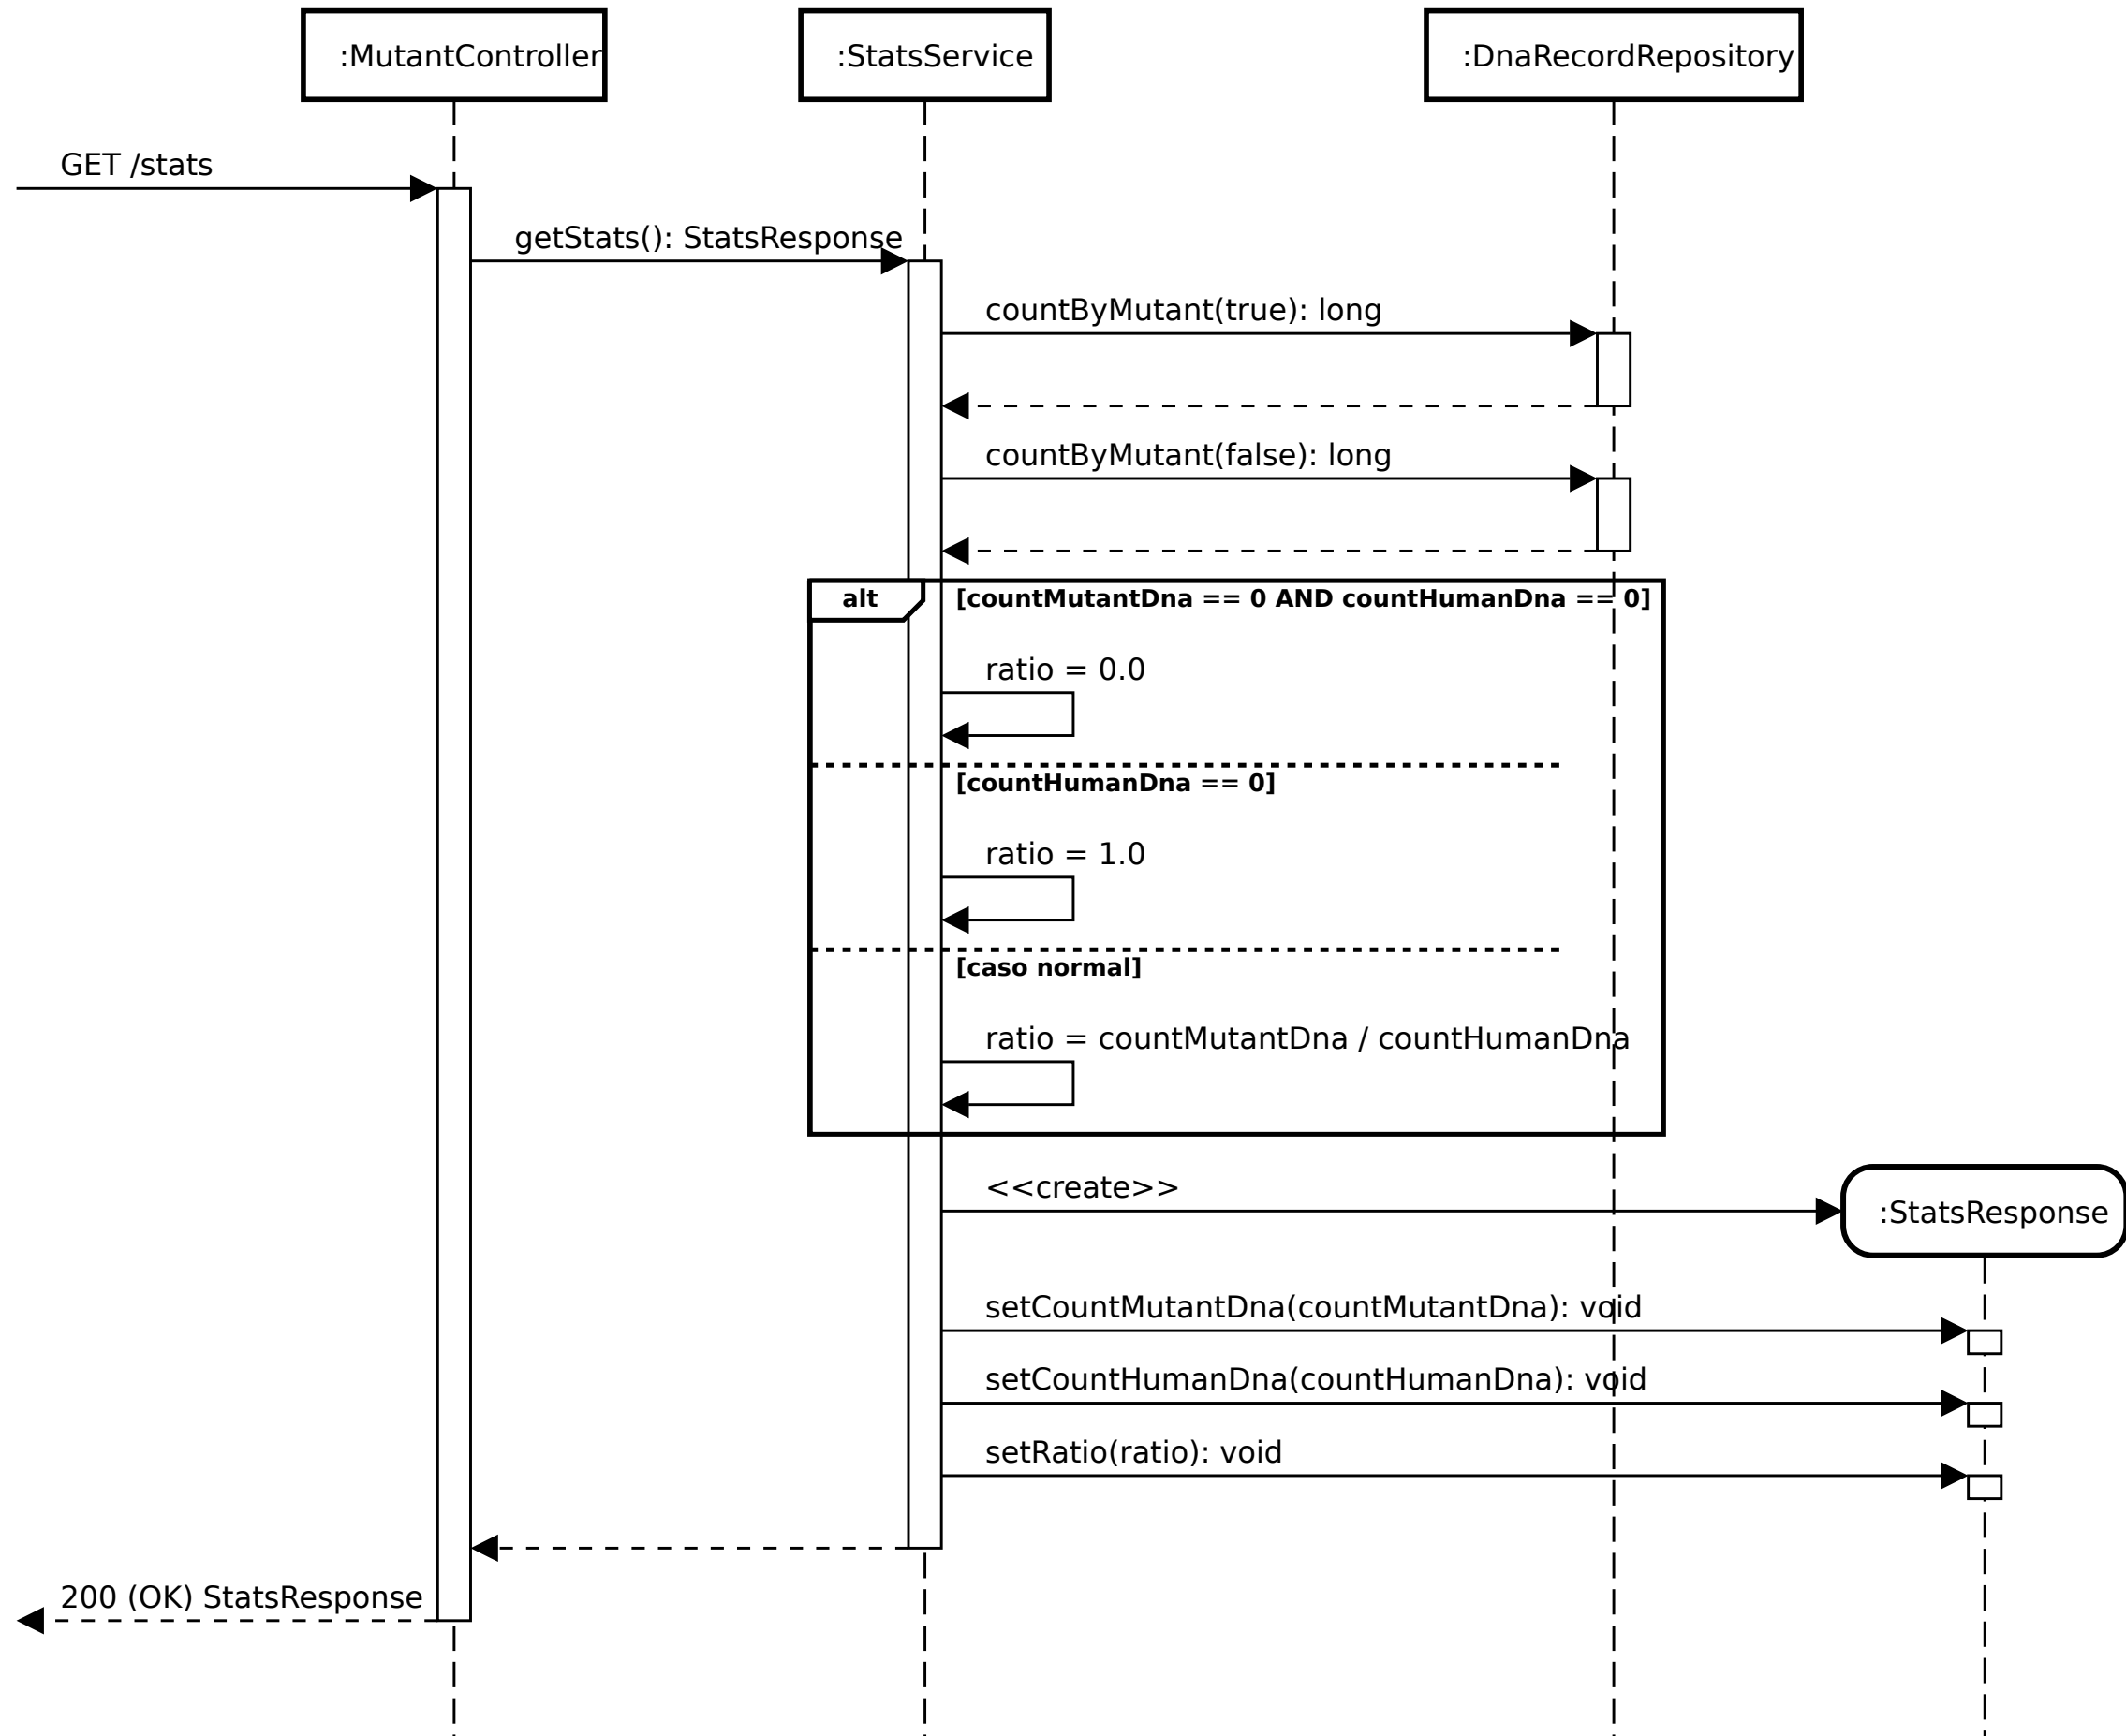 :MutantController
:StatsService
:DnaRecordRepository
GET /stats
getStats(): StatsResponse
countByMutant(true): long
countByMutant(false): long
alt
[countMutantDna == 0 AND countHumanDna == 0]
ratio = 0.0
[countHumanDna == 0]
ratio = 1.0
[caso normal]
ratio = countMutantDna / countHumanDna
<<create>>
:StatsResponse
setCountMutantDna(countMutantDna): void
setCountHumanDna(countHumanDna): void
setRatio(ratio): void
200 (OK) StatsResponse